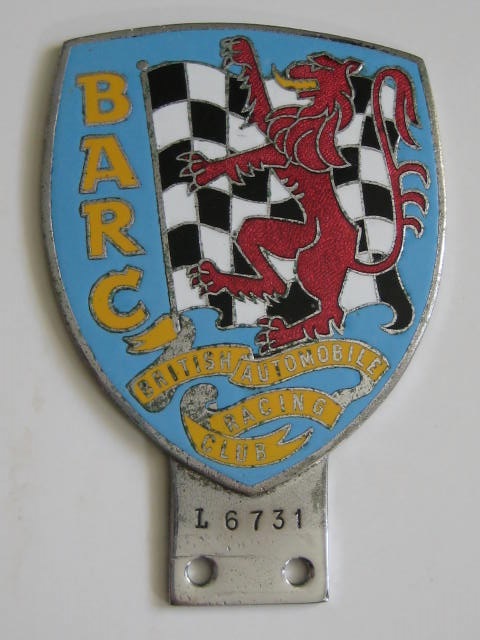 BARC
BRITISH AUTOMOBILE
RACING
CLUB
L 6731